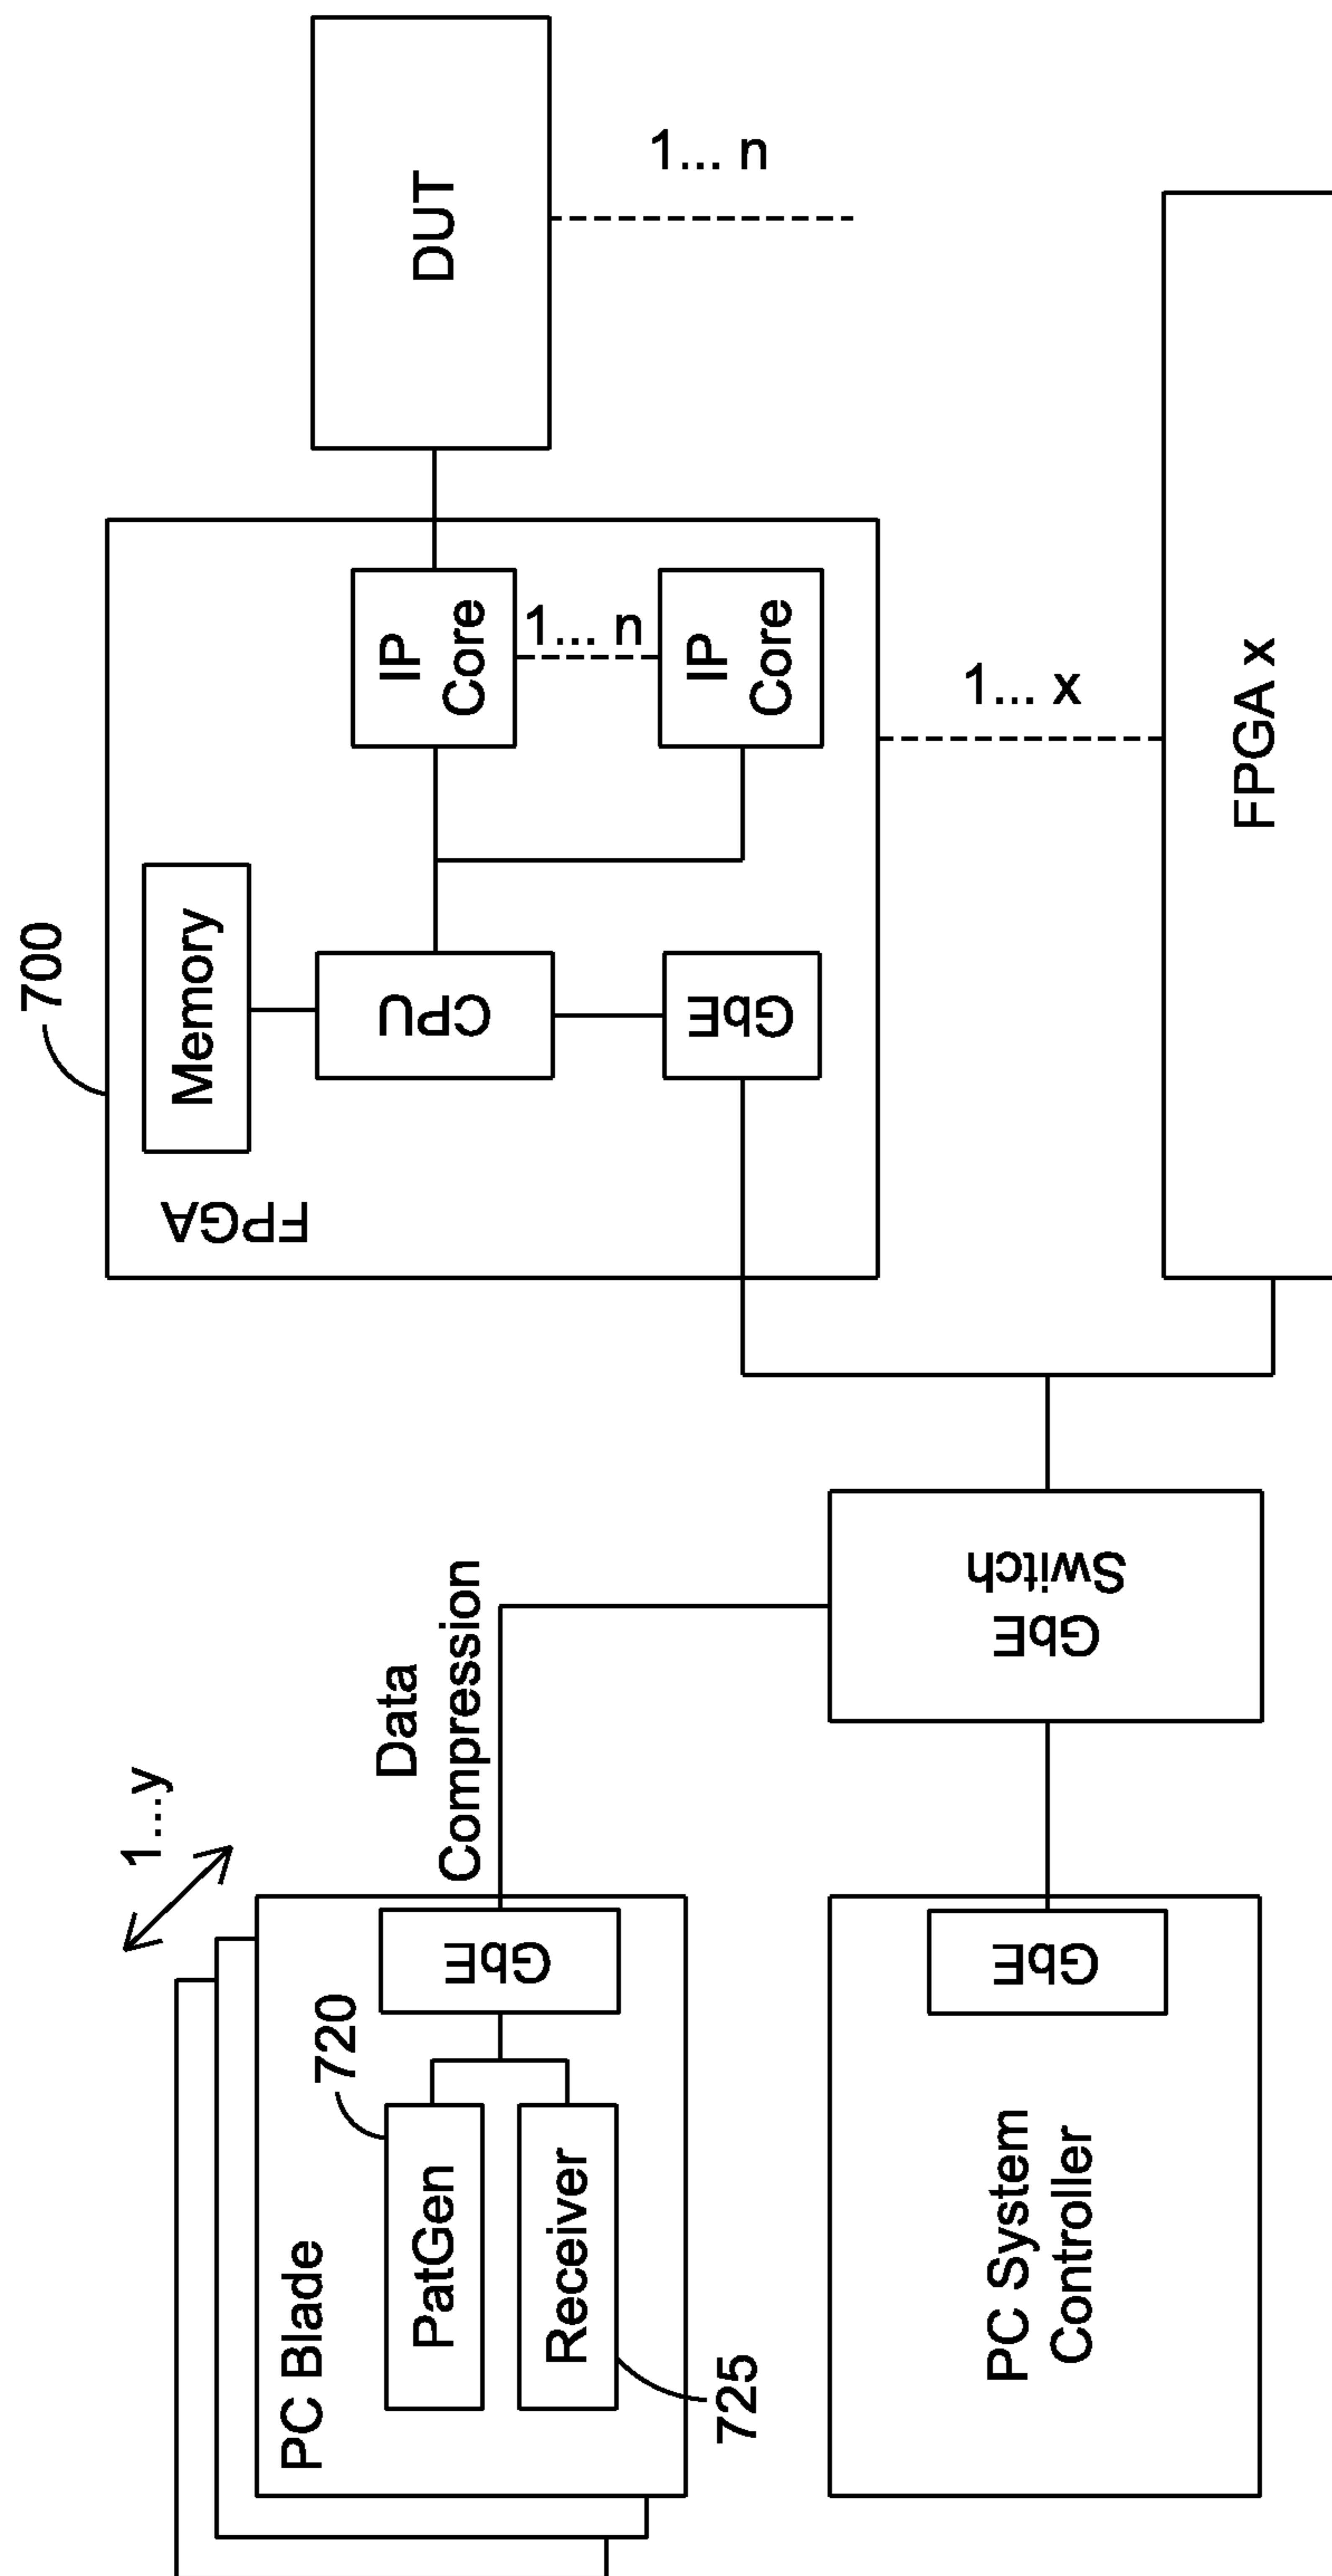 700
FPGA
Memory
CPU
GbE
IP
Core
1... n
IP
Core
DUT
1... n
1... x
FPGA x
1...y
PC Blade
PatGen
720
Receiver
725
GbE
Data
Compression
GbE
Switch
PC System
Controller
GbE